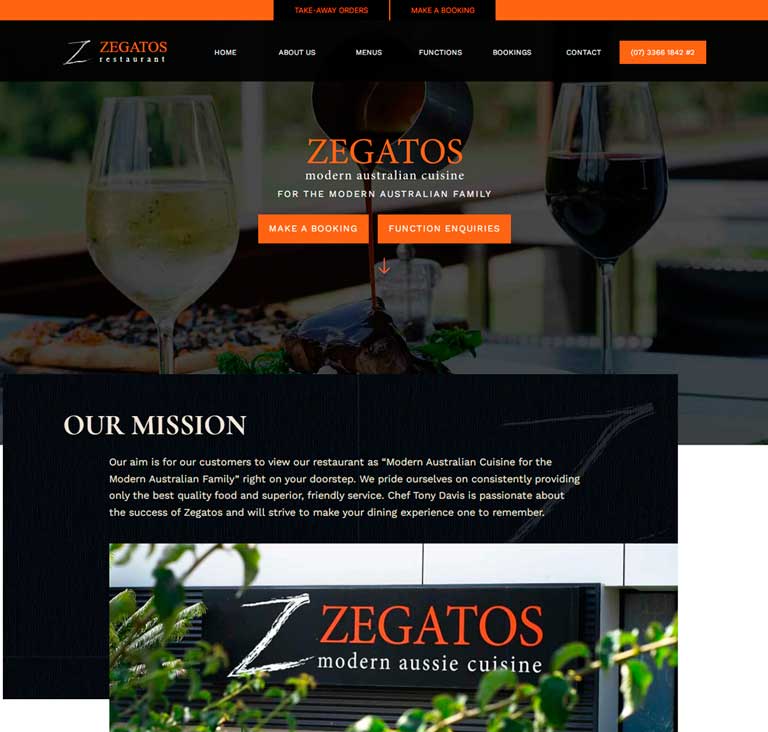 TAKE-AWAY ORDERS MAKE A BOOKING
ZEGATOS
restaurant
HOME ABOUT US MENUS FUNCTIONS BOOKINGS CONTACT (07) 3366 1842 #2
ZEGATOS
modern australian cuisine
FOR THE MODERN AUSTRALIAN FAMILY
MAKE A BOOKING FUNCTION ENQUIRIES
OUR MISSION
Our aim is for our customers to view our restaurant as “Modern Australian Cuisine for the
Modern Australian Family” right on your doorstep. We pride ourselves on consistently providing
only the best quality food and superior, friendly service. Chef Tony Davis is passionate about
the success of Zegatos and will strive to make your dining experience one to remember.
Z ZEGATOS
modern aussie cuisine